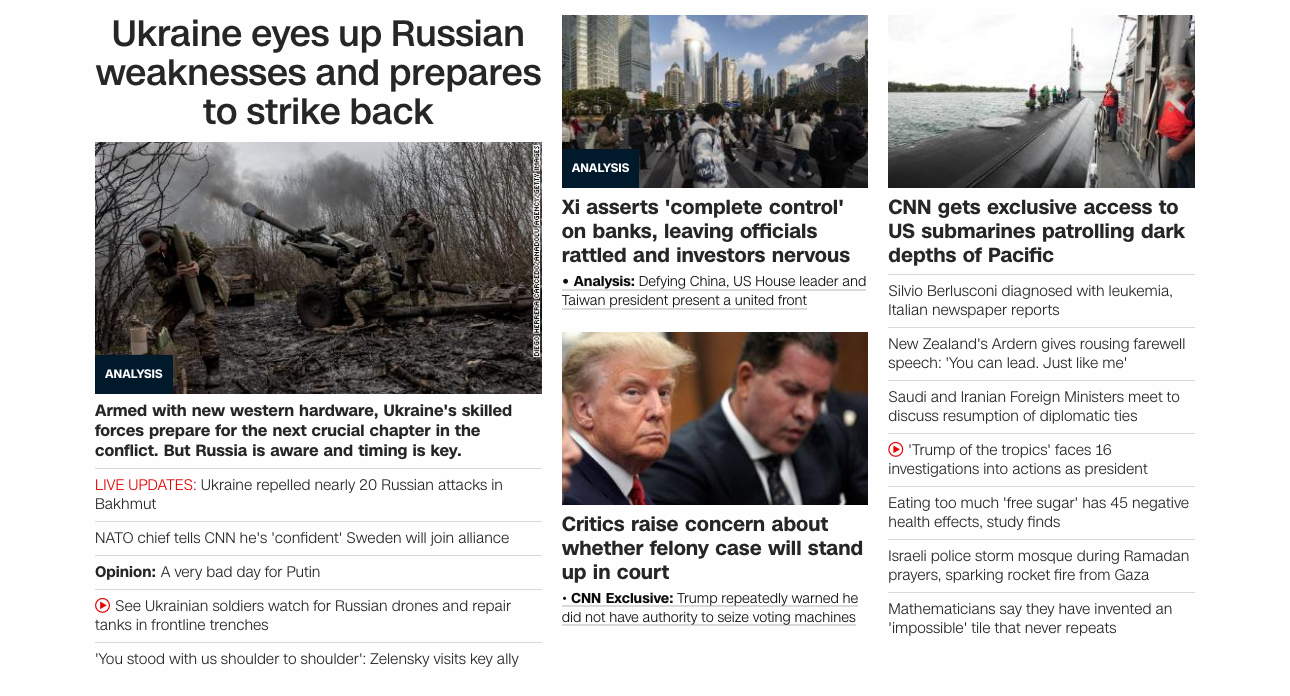 Ukraine eyes up Russian
weaknesses and prepares
to strike back
DIEGO HERRERA CARCEDO/ANADOLU AGENCY/GETTY IMAGES
ANALYSIS
Armed with new western hardware, Ukraine's skilled
forces prepare for the next crucial chapter in the
conflict. But Russia is aware and timing is key.
LIVE UPDATES: Ukraine repelled nearly 20 Russian attacks in
Bakhmut
NATO chief tells CNN he's 'confident' Sweden will join alliance
Opinion: A very bad day for Putin
See Ukrainian soldiers watch for Russian drones and repair
tanks in frontline trenches
'You stood with us shoulder to shoulder': Zelensky visits key ally
ANALYSIS
Xi asserts 'complete control'
on banks, leaving officials
rattled and investors nervous
• Analysis: Defying China, US House leader and
Taiwan president present a united front
Critics raise concern about
whether felony case will stand
up in court
• CNN Exclusive: Trump repeatedly warned he
did not have authority to seize voting machines
CNN gets exclusive access to
US submarines patrolling dark
depths of Pacific
Silvio Berlusconi diagnosed with leukemia,
Italian newspaper reports
New Zealand's Ardern gives rousing farewell
speech: 'You can lead. Just like me'
Saudi and Iranian Foreign Ministers meet to
discuss resumption of diplomatic ties
'Trump of the tropics' faces 16
investigations into actions as president
Eating too much 'free sugar' has 45 negative
health effects, study finds
Israeli police storm mosque during Ramadan
prayers, sparking rocket fire from Gaza
Mathematicians say they have invented an
'impossible' tile that never repeats